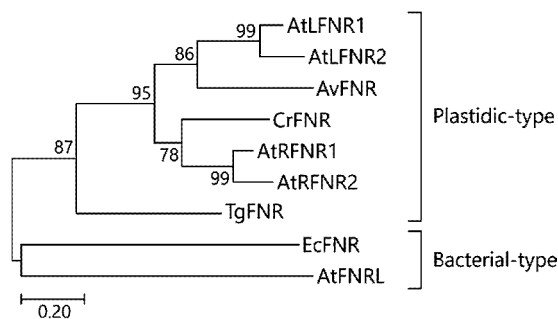 99 AtLFNR1
AtLFNR2
86
AvFNR
95
CrFNR
78
AtRFNR1
99
AtRFNR2
87
TgFNR
Plastidic-type
EcFNR
AtFNRL
Bacterial-type
0.20